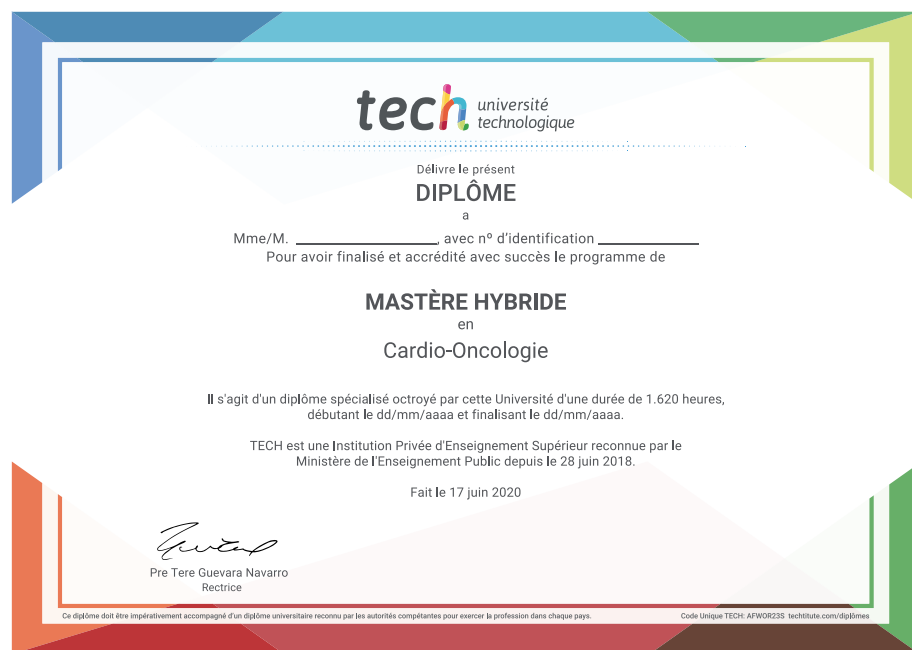 tech université
technologique
Délivre le présent
DIPLÔME
a
Mme/M. ____________, avec nº d'identification ____________
Pour avoir finalisé et accrédité avec succès le programme de
MASTÈRE HYBRIDE
en
Cardio-Oncologie
Il s'agit d'un diplôme spécialisé octroyé par cette Université d'une durée de 1.620 heures,
débutant le dd/mm/aaaa et finalisant le dd/mm/aaaa.
TECH est une Institution Privée d'Enseignement Supérieur reconnue par le
Ministère de l'Enseignement Public depuis le 28 juin 2018.
Fait le 17 juin 2020
Pre Tere Guevara Navarro
Rectrice
Ce diplôme doit être impérativement accompagné d'un diplôme universitaire reconnu par les autorités compétantes pour exercer la profession dans chaque pays.
Code Unique TECH: AFWOR23S techtitute.com/diplômes